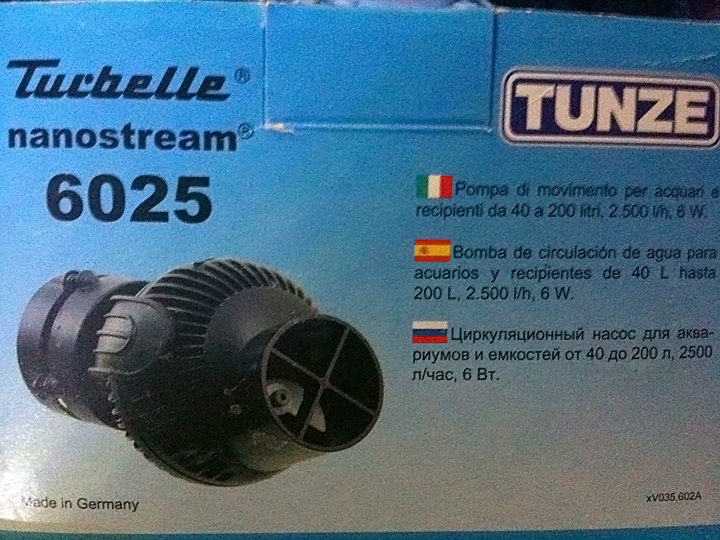 Turbelle®
nanostream®
6025
TUNZE
Pompa di movimento per acquari e
recipienti da 40 a 200 litri, 2.500 l/h, 6 W.
Bomba de circulación de agua para
acuarios y recipientes de 40 L hasta
200 L, 2.500 l/h, 6 W.
Циркуляционный насос для аква-
риумов и емкостей от 40 до 200 л, 2500
л/час, 6 Вт.
Made in Germany
xV035.602A